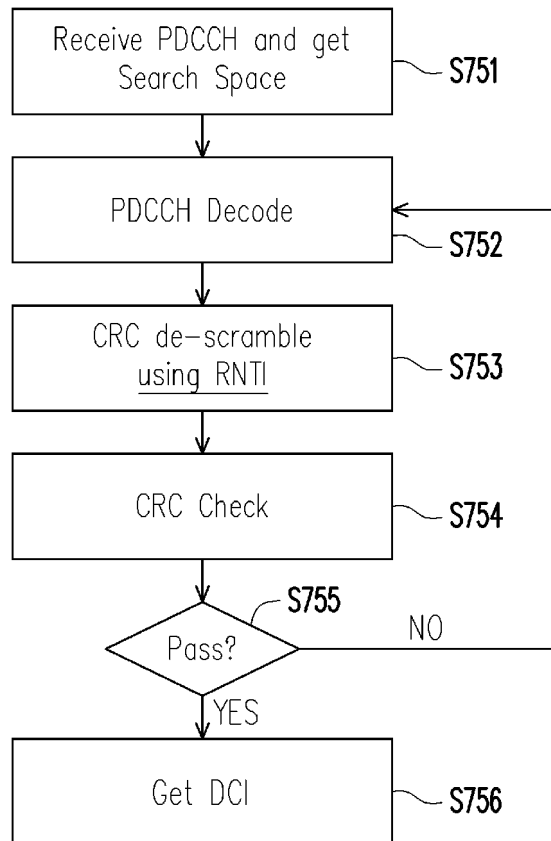 Receive PDCCH and get
Search Space
S751
PDCCH Decode
S752
CRC de-scramble
using RNTI
S753
CRC Check
S754
S755
Pass?
NO
YES
Get DCI
S756